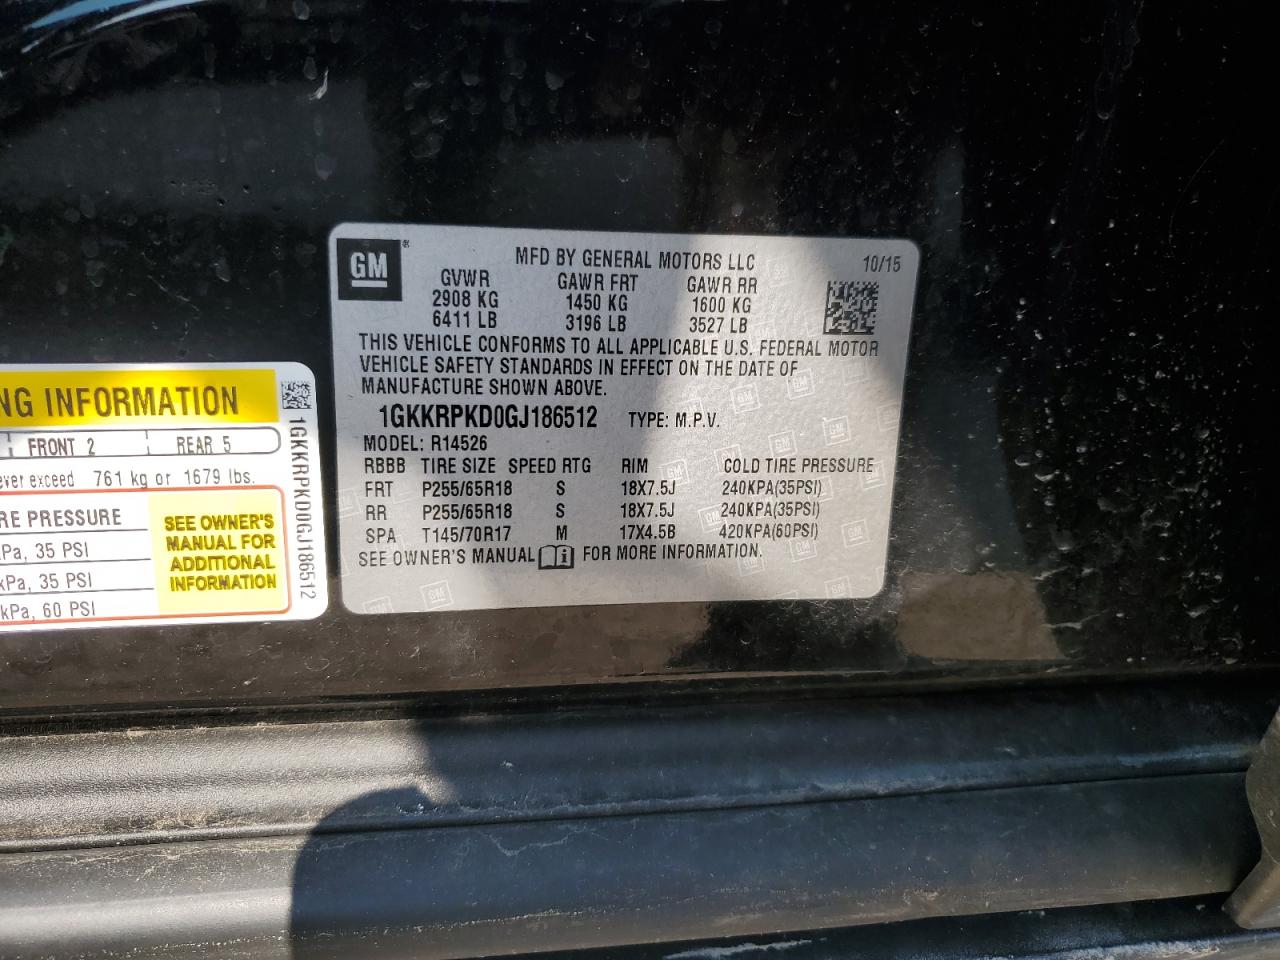 GM
®
MFD BY GENERAL MOTORS LLC
10/15
GVWR GAWR FRT GAWR RR
2908 KG 1450 KG 1600 KG
6411 LB 3196 LB 3527 LB
THIS VEHICLE CONFORMS TO ALL APPLICABLE U.S. FEDERAL MOTOR
VEHICLE SAFETY STANDARDS IN EFFECT ON THE DATE OF
MANUFACTURE SHOWN ABOVE.
1GKKRPKD0GJ186512 TYPE: M.P.V.
MODEL: R14526
RBBB TIRE SIZE SPEED RTG RIM COLD TIRE PRESSURE
FRT P255/65R18 S 18X7.5J 240KPA(35PSI)
RR P255/65R18 S 18X7.5J 240KPA(35PSI)
SPA T145/70R17 M 17X4.5B 420KPA(60PSI)
SEE OWNER'S MANUAL FOR MORE INFORMATION.
NG INFORMATION
FRONT 2 REAR 5
ever exceed 761 kg or 1679 lbs.
RE PRESSURE
kPa, 35 PSI
kPa, 35 PSI
kPa, 60 PSI
SEE OWNER'S
MANUAL FOR
ADDITIONAL
INFORMATION
1GKKRPKD0GJ186512